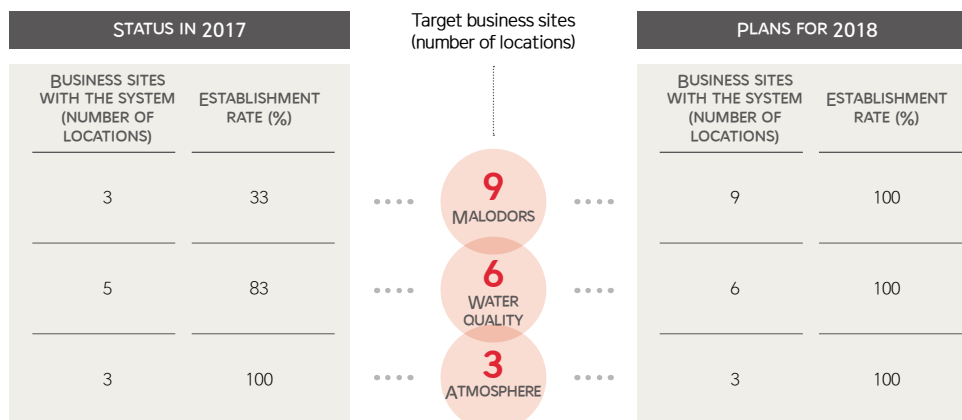 STATUS IN 2017
BUSINESS SITES
WITH THE SYSTEM
(NUMBER OF
LOCATIONS)
ESTABLISHMENT
RATE (%)
3
33
5
83
3
100
Target business sites
(number of locations)
9
MALODORS
6
WATER
QUALITY
3
ATMOSPHERE
PLANS FOR 2018
BUSINESS SITES
WITH THE SYSTEM
(NUMBER OF
LOCATIONS)
ESTABLISHMENT
RATE (%)
9
100
6
100
3
100